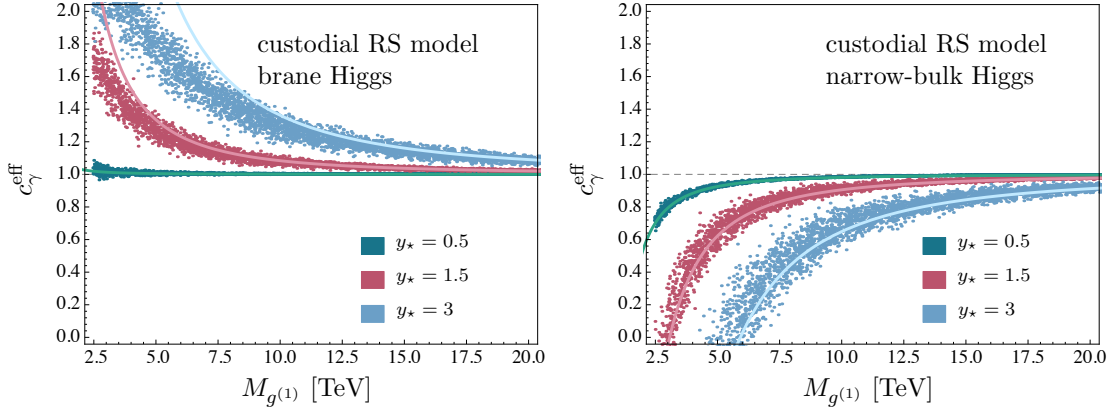 2.0
1.8
1.6
1.4
1.2
1.0
0.8
0.6
0.4
0.2
0.0
c_γ^eff
custodial RS model
brane Higgs
y⋆ = 0.5
y⋆ = 1.5
y⋆ = 3
2.5 5.0 7.5 10.0 12.5 15.0 17.5 20.0
M_{g^{(1)}} [TeV]
2.0
1.8
1.6
1.4
1.2
1.0
0.8
0.6
0.4
0.2
0.0
c_γ^eff
custodial RS model
narrow-bulk Higgs
y⋆ = 0.5
y⋆ = 1.5
y⋆ = 3
2.5 5.0 7.5 10.0 12.5 15.0 17.5 20.0
M_{g^{(1)}} [TeV]